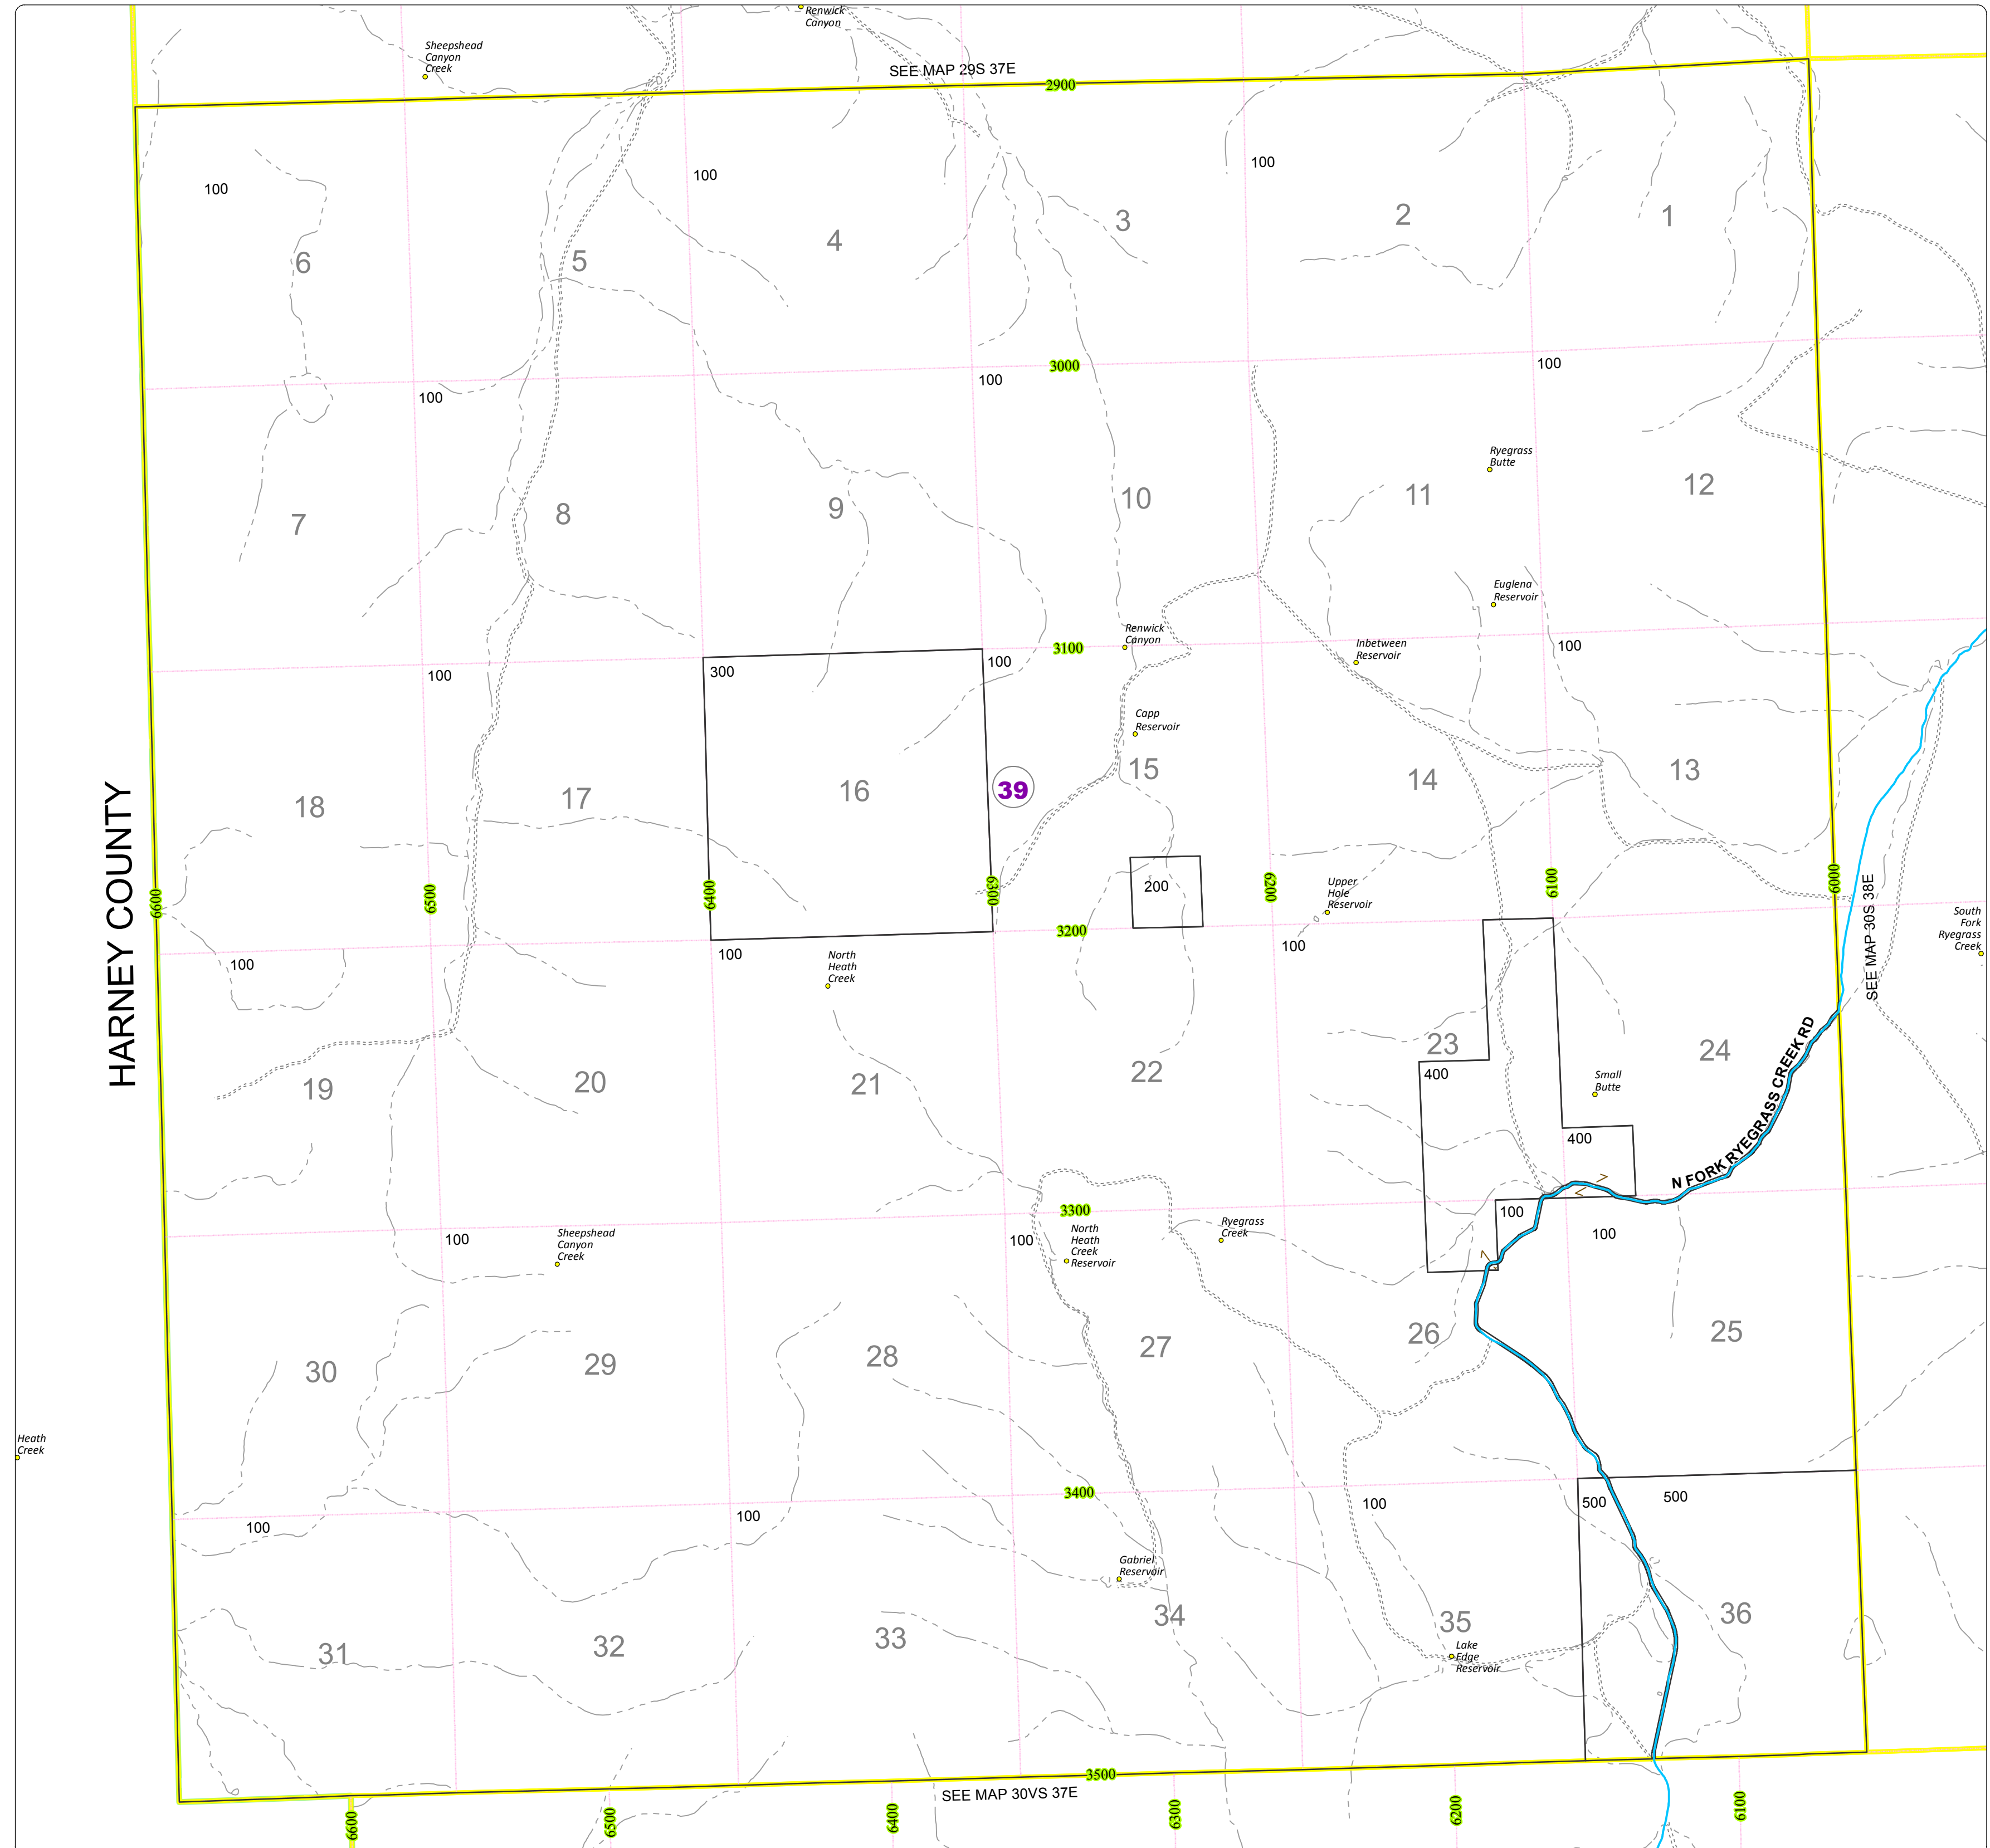 Renwick
Canyon
Sheepshead
Canyon
Creek
SEE MAP 29S 37E
2900
100
100
100
6
5
4
3
2
1
3000
100
100
100
Ryegrass
Butte
7
8
9
10
11
12
Euglena
Reservoir
Renwick
Canyon
3100
Inbetween
Reservoir
100
100
300
100
Capp
Reservoir
18
17
16
39
15
14
13
HARNEY COUNTY
6600
6500
6400
6300
200
6200
Upper
Hole
Reservoir
6100
6000
SEE MAP 30S 38E
South
Fork
Ryegrass
Creek
3200
100
100
100
North
Heath
Creek
19
20
21
22
23
24
400
Small
Butte
400
N FORK RYEGRASS CREEK RD
3300
100
100
100
100
Sheepshead
Canyon
Creek
North
Heath
Creek
Reservoir
Ryegrass
Creek
30
29
28
27
26
25
Heath
Creek
3400
100
100
100
500
500
Gabriel
Reservoir
31
32
33
34
35
36
Lake
Edge
Reservoir
3500
SEE MAP 30VS 37E
6600
6500
6400
6300
6200
6100